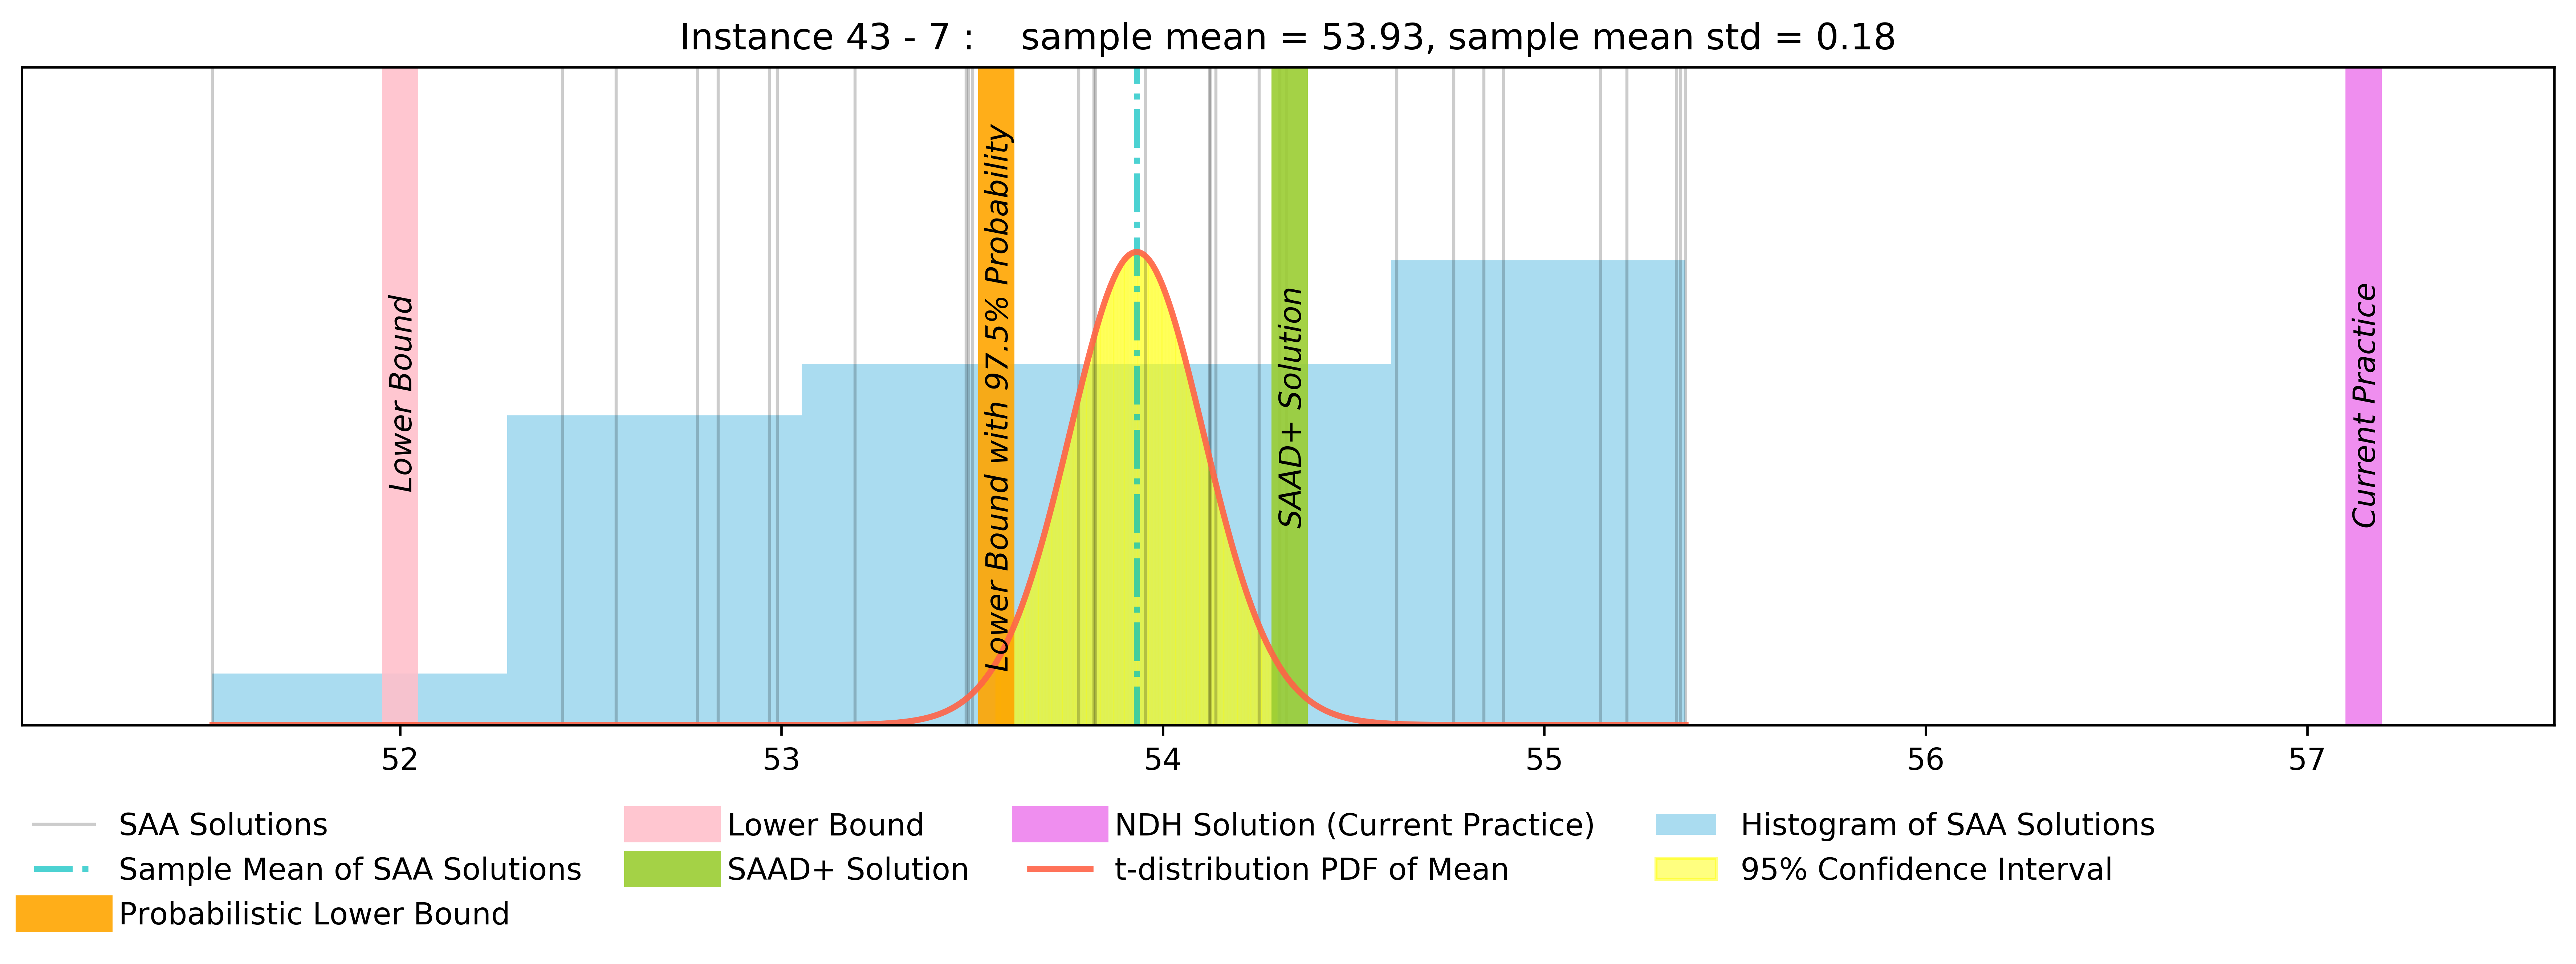 Instance 43 - 7 :    sample mean = 53.93, sample mean std = 0.18
Lower Bound
Lower Bound with 97.5% Probability
SAAD+ Solution
Current Practice
52
53
54
55
56
57
SAA Solutions
Sample Mean of SAA Solutions
Probabilistic Lower Bound
Lower Bound
SAAD+ Solution
NDH Solution (Current Practice)
t-distribution PDF of Mean
Histogram of SAA Solutions
95% Confidence Interval